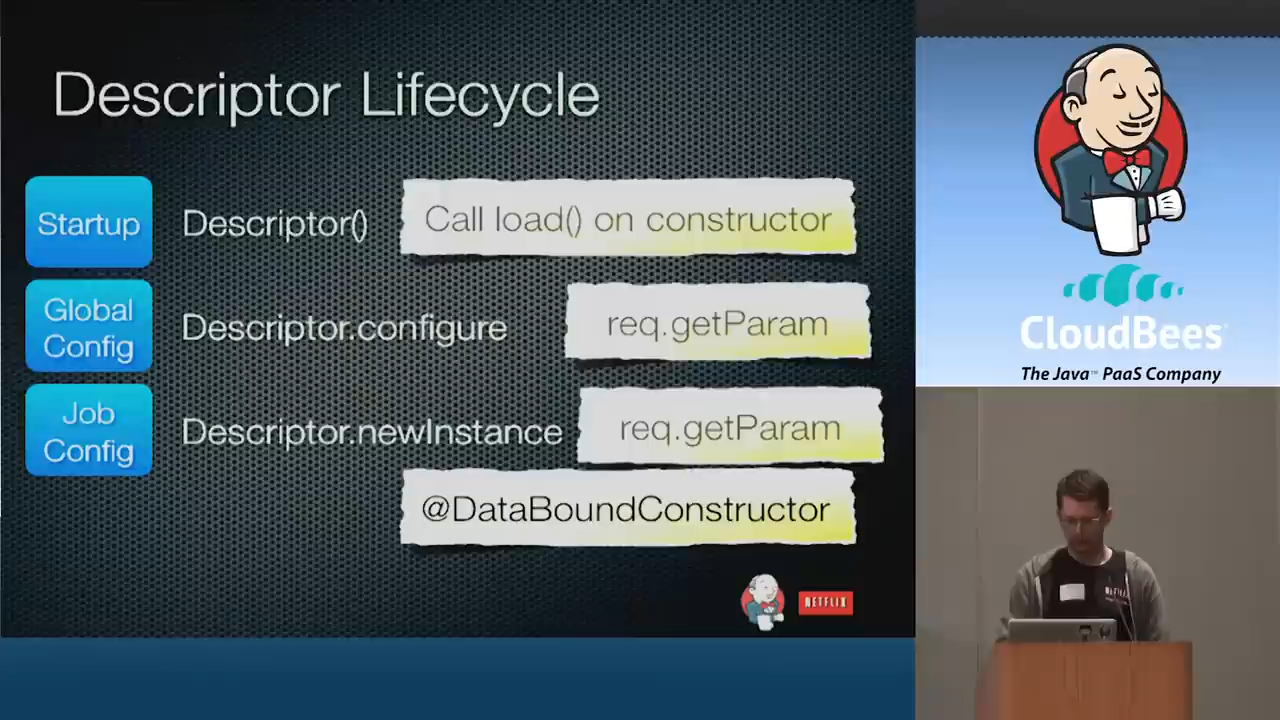 Descriptor Lifecycle
Startup
Descriptor()
Call load() on constructor
Global
Config
Descriptor.configure
req.getParam
Job
Config
Descriptor.newInstance
req.getParam
@DataBoundConstructor
NETFLIX
CloudBees
The Java™ PaaS Company
NETFLIX